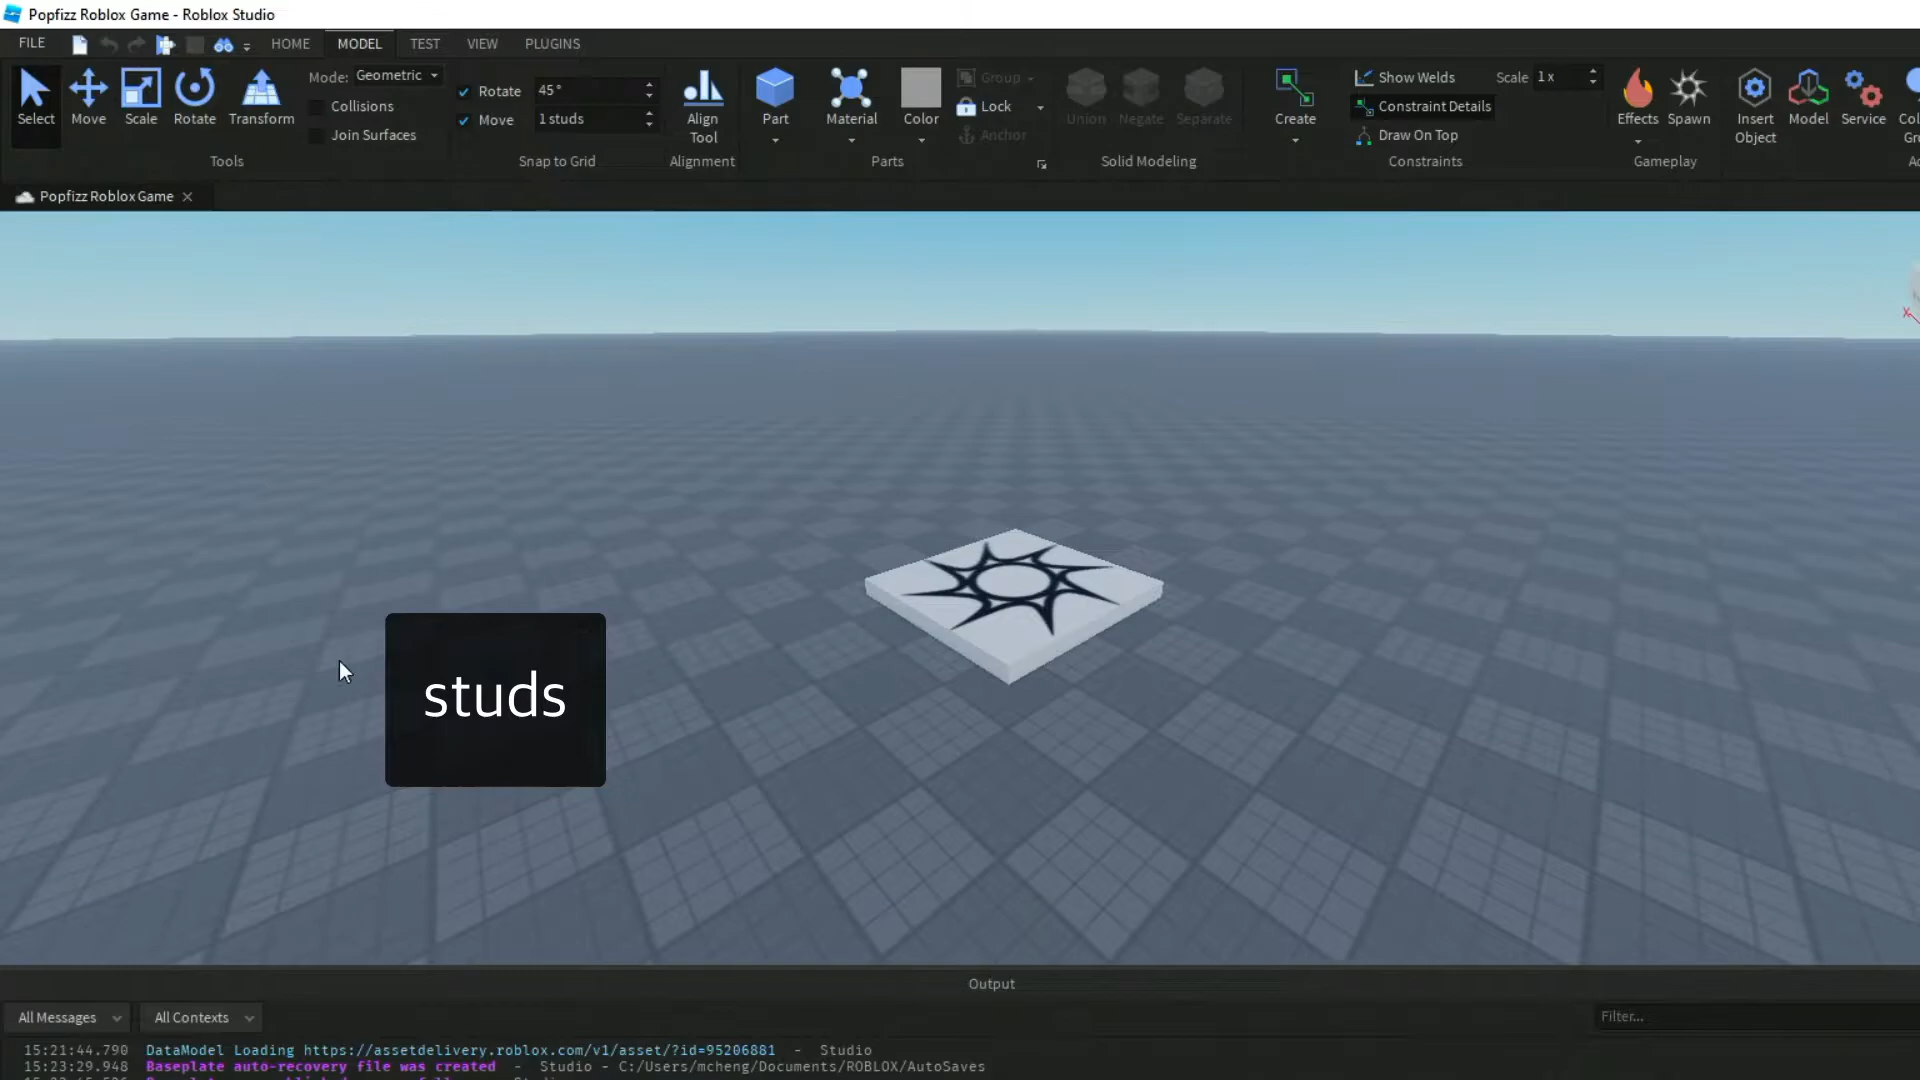 Popfizz Roblox Game - Roblox Studio
FILE HOME MODEL TEST VIEW PLUGINS
Select Move Scale Rotate Transform
Mode: Geometric
Collisions
Join Surfaces
Tools
Rotate 45°
Move 1 studs
Snap to Grid
Align Tool
Alignment
Part Material Color
Group
Lock
Anchor
Parts
Union Negate Separate
Solid Modeling
Create
Show Welds Scale 1 x
Constraint Details
Draw On Top
Constraints
Effects Spawn
Gameplay
Insert Object Model Service
Popfizz Roblox Game
X
studs
Output
All Messages All Contexts Filter...
15:21:44.790 DataModel Loading https://assetdelivery.roblox.com/v1/asset/?id=95206881 - Studio
15:23:29.948 Baseplate auto-recovery file was created - Studio - C:/Users/mcheng/Documents/ROBLOX/AutoSaves